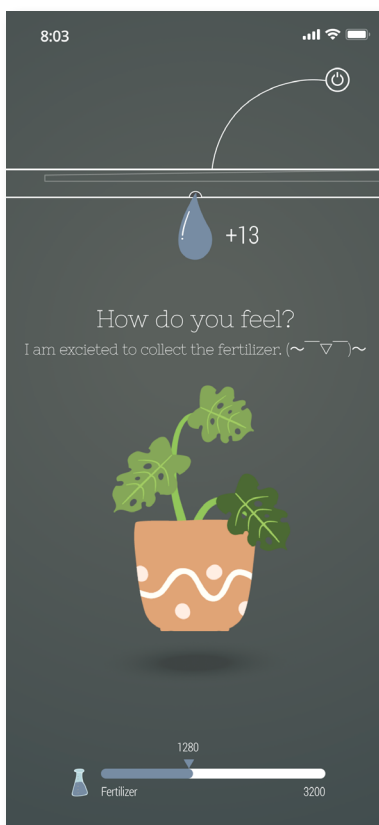 8:03
+13
How do you feel?
I am excieted to collect the fertilizer. (～￣▽￣)～
1280
Fertilizer
3200